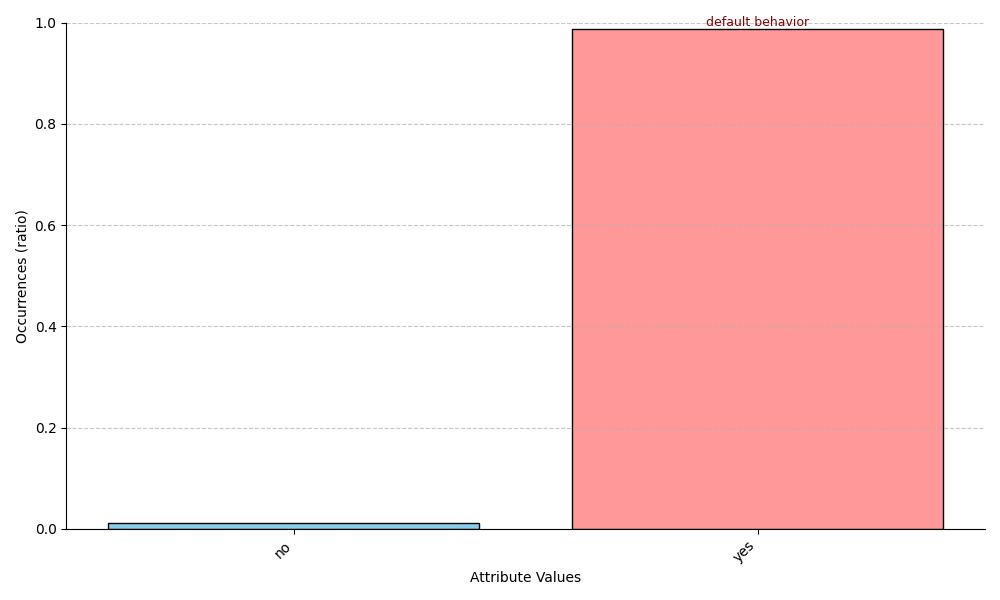 default behavior
1.0
0.8
0.6
0.4
0.2
0.0
Occurrences (ratio)
no
yes
Attribute Values